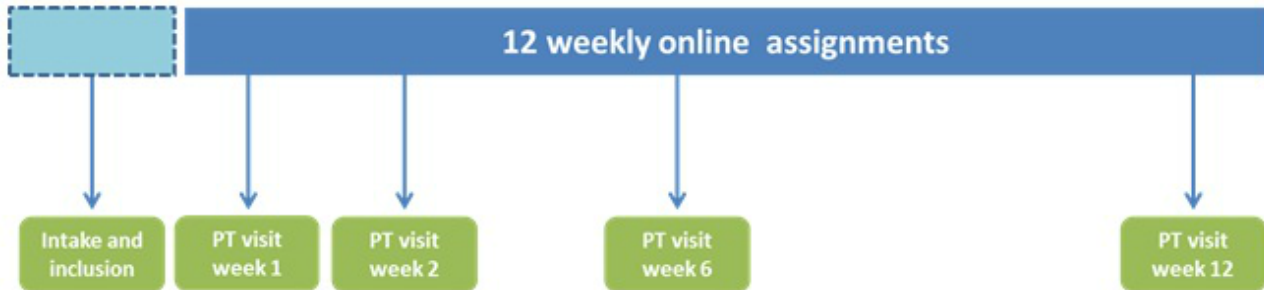 12 weekly online assignments
Intake and
inclusion
PT visit
week 1
PT visit
week 2
PT visit
week 6
PT visit
week 12